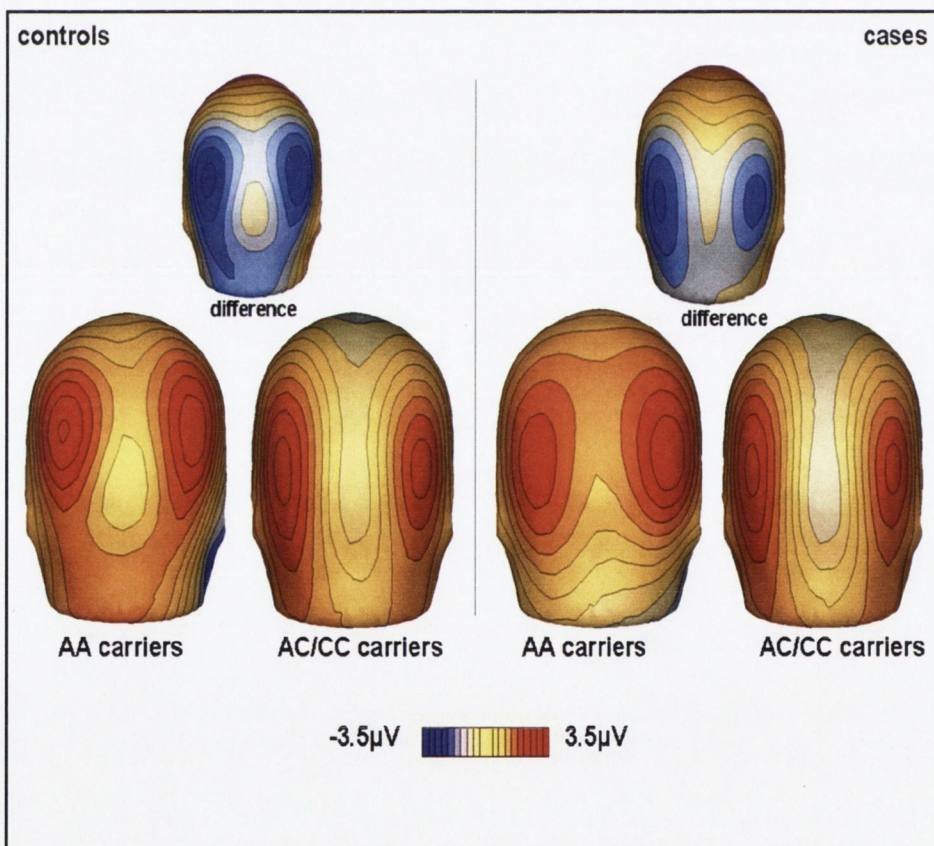 controls
cases
difference
difference
AA carriers
AC/CC carriers
AA carriers
AC/CC carriers
-3.5µV
3.5µV